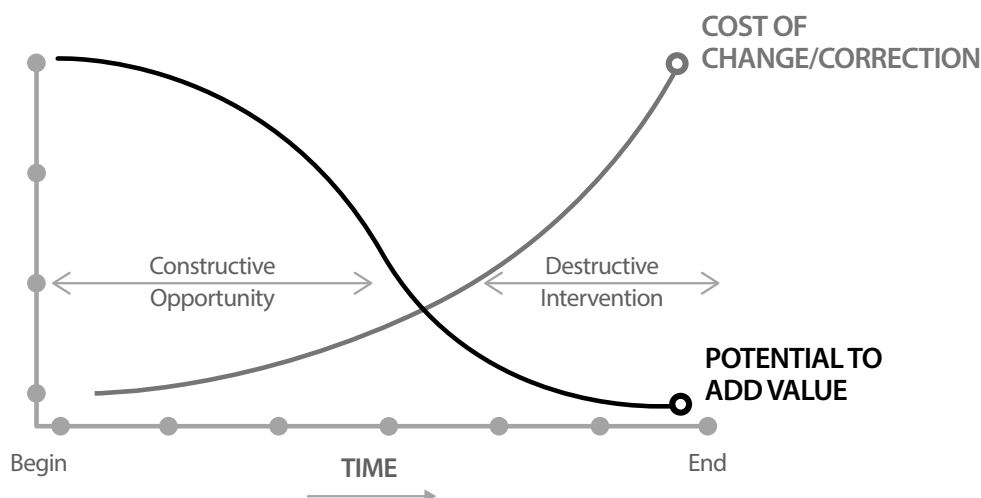 COST OF
CHANGE/CORRECTION
Constructive
Opportunity
Destructive
Intervention
POTENTIAL TO
ADD VALUE
Begin
TIME
End